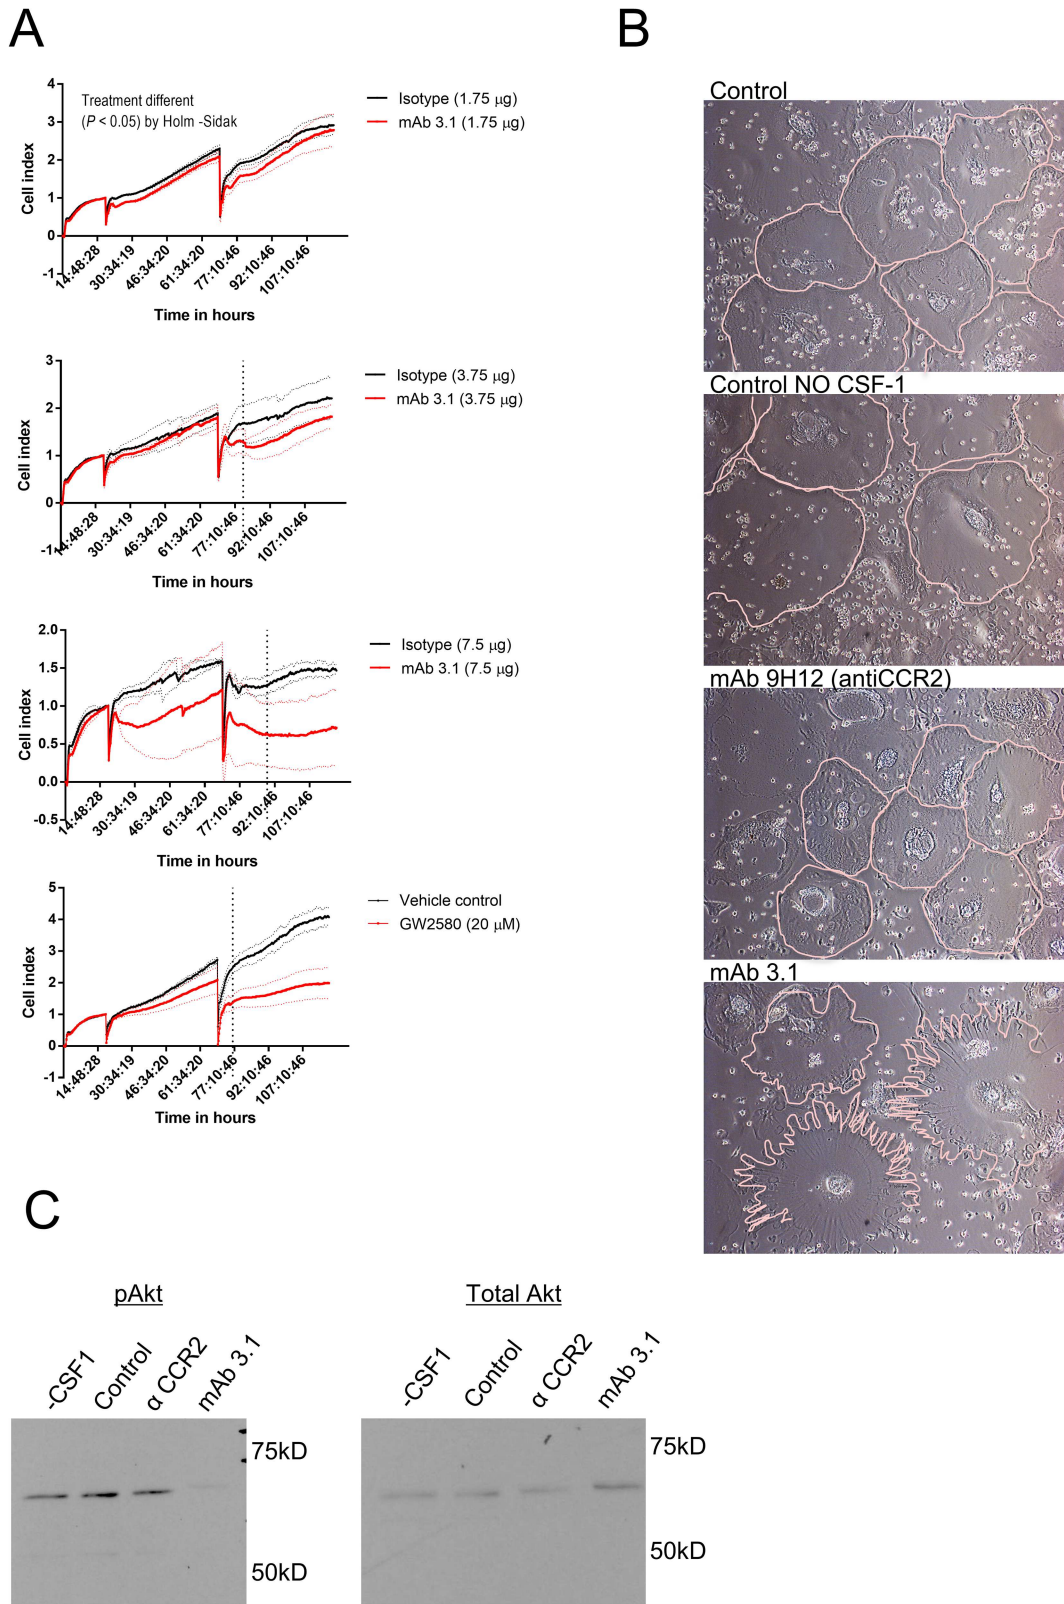 A
B
Treatment different
(P < 0.05) by Holm -Sidak
Isotype (1.75 μg)
mAb 3.1 (1.75 μg)
Cell index
4
3
2
1
0
-1
14:48:28
30:34:19
46:34:20
61:34:20
77:10:46
92:10:46
107:10:46
Time in hours
Isotype (3.75 μg)
mAb 3.1 (3.75 μg)
Cell index
3
2
1
0
-1
14:48:28
30:34:19
46:34:20
61:34:20
77:10:46
92:10:46
107:10:46
Time in hours
Isotype (7.5 μg)
mAb 3.1 (7.5 μg)
Cell index
2.0
1.5
1.0
0.5
0.0
-0.5
14:48:28
30:34:19
46:34:20
61:34:20
77:10:46
92:10:46
107:10:46
Time in hours
Vehicle control
GW2580 (20 μM)
Cell index
5
4
3
2
1
0
-1
14:48:28
30:34:19
46:34:20
61:34:20
77:10:46
92:10:46
107:10:46
Time in hours
Control
Control NO CSF-1
mAb 9H12 (antiCCR2)
mAb 3.1
C
pAkt
-CSF1
Control
α CCR2
mAb 3.1
75kD
50kD
Total Akt
-CSF1
Control
α CCR2
mAb 3.1
75kD
50kD